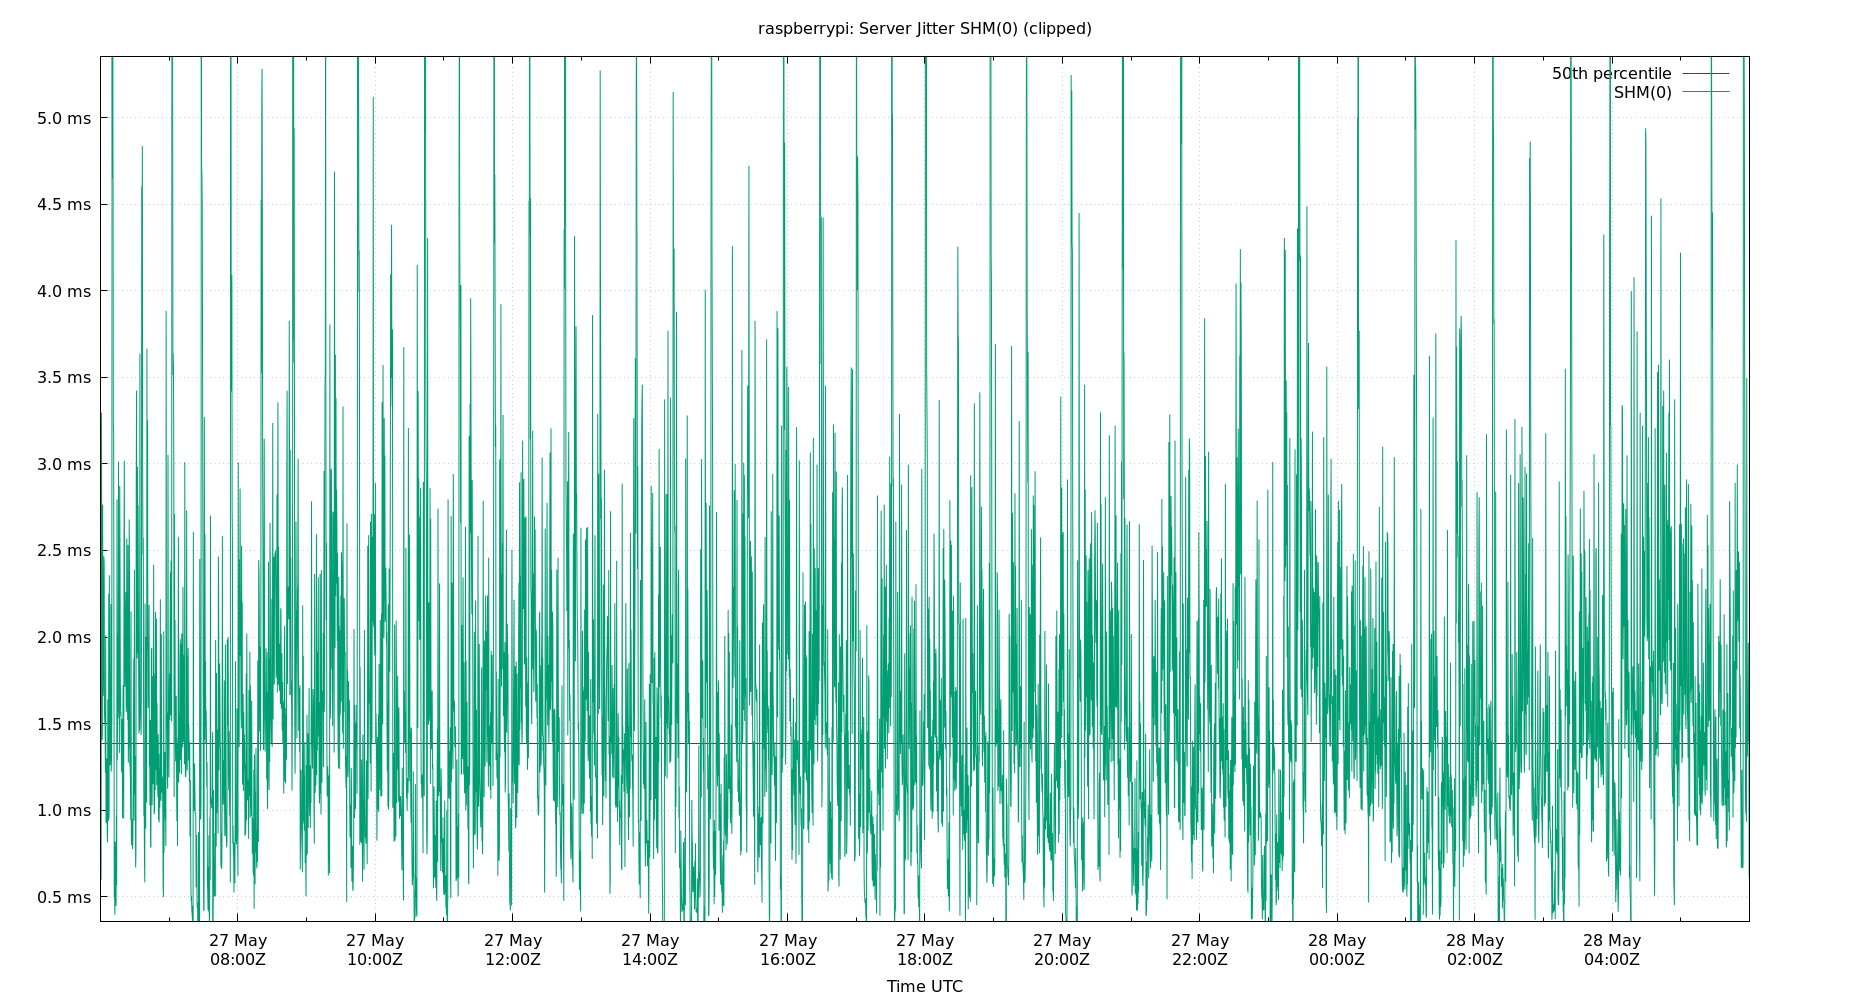 raspberrypi: Server Jitter SHM(0) (clipped)
50th percentile
SHM(0)
5.0 ms
4.5 ms
4.0 ms
3.5 ms
3.0 ms
2.5 ms
2.0 ms
1.5 ms
1.0 ms
0.5 ms
27 May 27 May 27 May 27 May 27 May 27 May 27 May 27 May 28 May 28 May 28 May
08:00Z 10:00Z 12:00Z 14:00Z 16:00Z 18:00Z 20:00Z 22:00Z 00:00Z 02:00Z 04:00Z
Time UTC